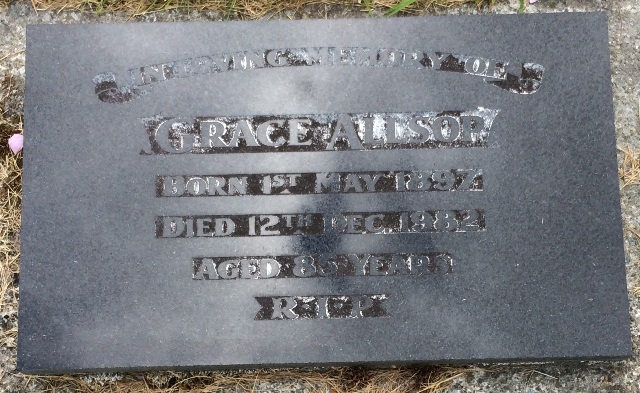 IN LOVING MEMORY OF
GRACE ALLSOP
BORN 1ST MAY 1897
DIED 12TH DEC. 1982
AGED 85 YEARS
R·I·P